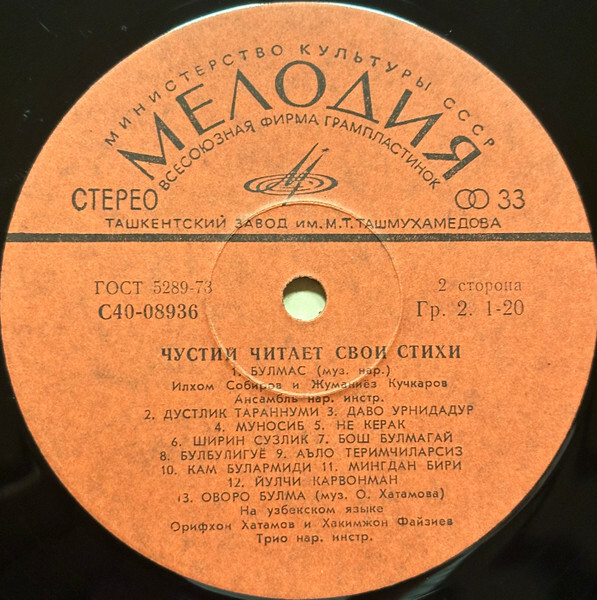 МИНИСТЕРСТВО КУЛЬТУРЫ СССР
МЕЛОДИЯ
ВСЕСОЮЗНАЯ ФИРМА ГРАМПЛАСТИНОК
СТЕРЕО
33
ТАШКЕНТСКИЙ ЗАВОД им. М.Т. ТАШМУХАМЕДОВА
ГОСТ 5289-73
2 сторона
С40-08936
Гр. 2. 1-20
ЧУСТИЙ ЧИТАЕТ СВОИ СТИХИ
1. БУЛМАС (муз. нар.)
Илхом Собиров и Жуманиёз Кучкаров
Ансамбль нар. инстр.
2. ДУСТЛИК ТАРАННУМИ 3. ДАВО УРНИДАДУР
4. МУНОСИБ 5. НЕ КЕРАК
6. ШИРИН СУЗЛИК 7. БОШ БУЛМАГАЙ
8. БУЛБУЛИГУЁ 9. АЪЛО ТЕРИМЧИЛАРСИЗ
10. КАМ БУЛАРМИДИ 11. МИНГДАН БИРИ
12. ЙУЛЧИ КАРВОНМАН
13. ОВОРО БУЛМА (муз. О. Хатамова)
На узбекском языке
Орифхон Хатамов и Хакимжон Файзиев
Трио нар. инстр.